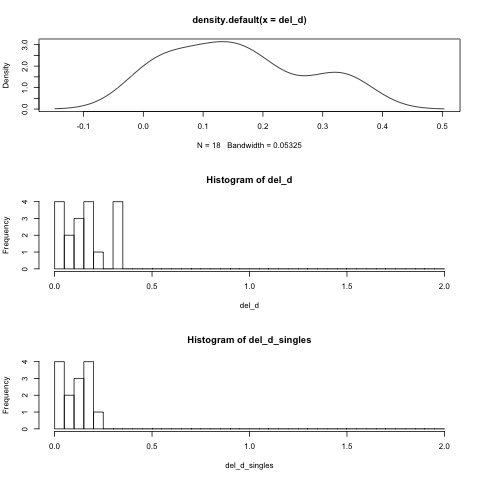 density.default(x = del_d)
Density
0.0 1.0 2.0 3.0
-0.1 0.0 0.1 0.2 0.3 0.4 0.5
N = 18 Bandwidth = 0.05325
Histogram of del_d
Frequency
0 1 2 3 4
0.0 0.5 1.0 1.5 2.0
del_d
Histogram of del_d_singles
Frequency
0 1 2 3 4
0.0 0.5 1.0 1.5 2.0
del_d_singles